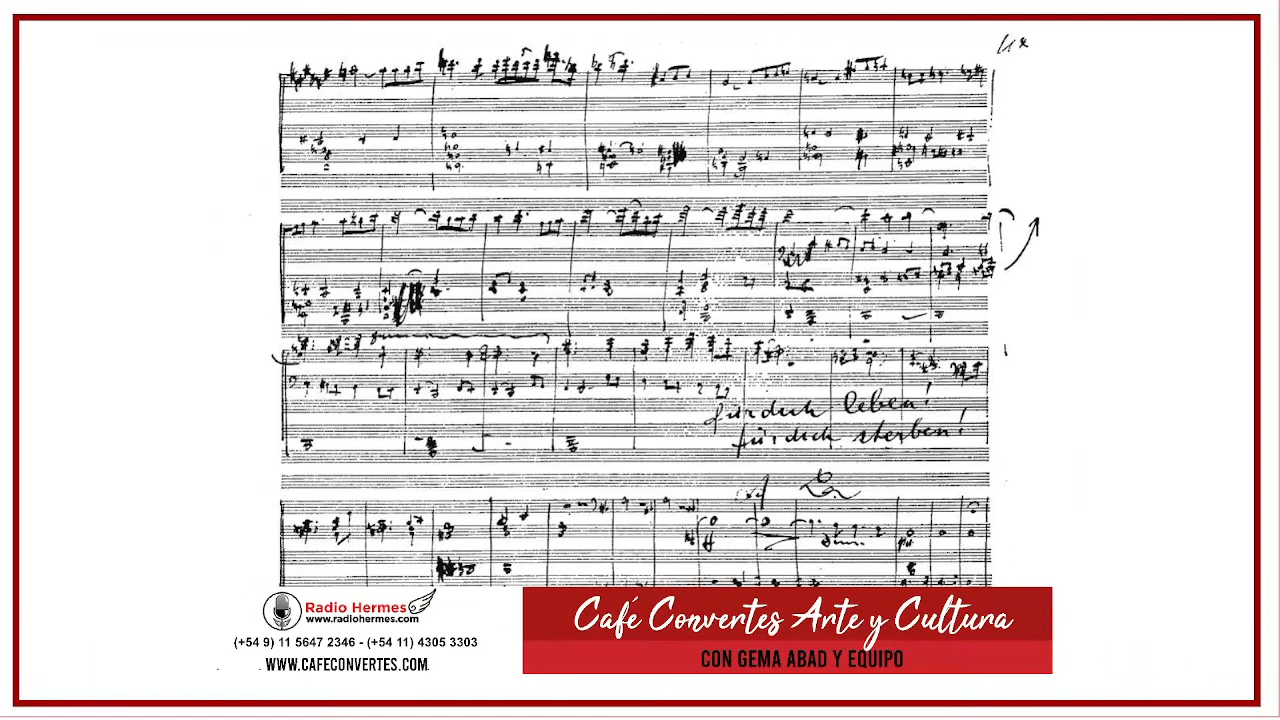 für dich leben!
für dich sterben!
Radio Hermes
www.radiohermes.com
(+54 9) 11 5647 2346 - (+54 11) 4305 3303
WWW.CAFECONVERTES.COM
Café Convertes Arte y Cultura
CON GEMA ABAD Y EQUIPO